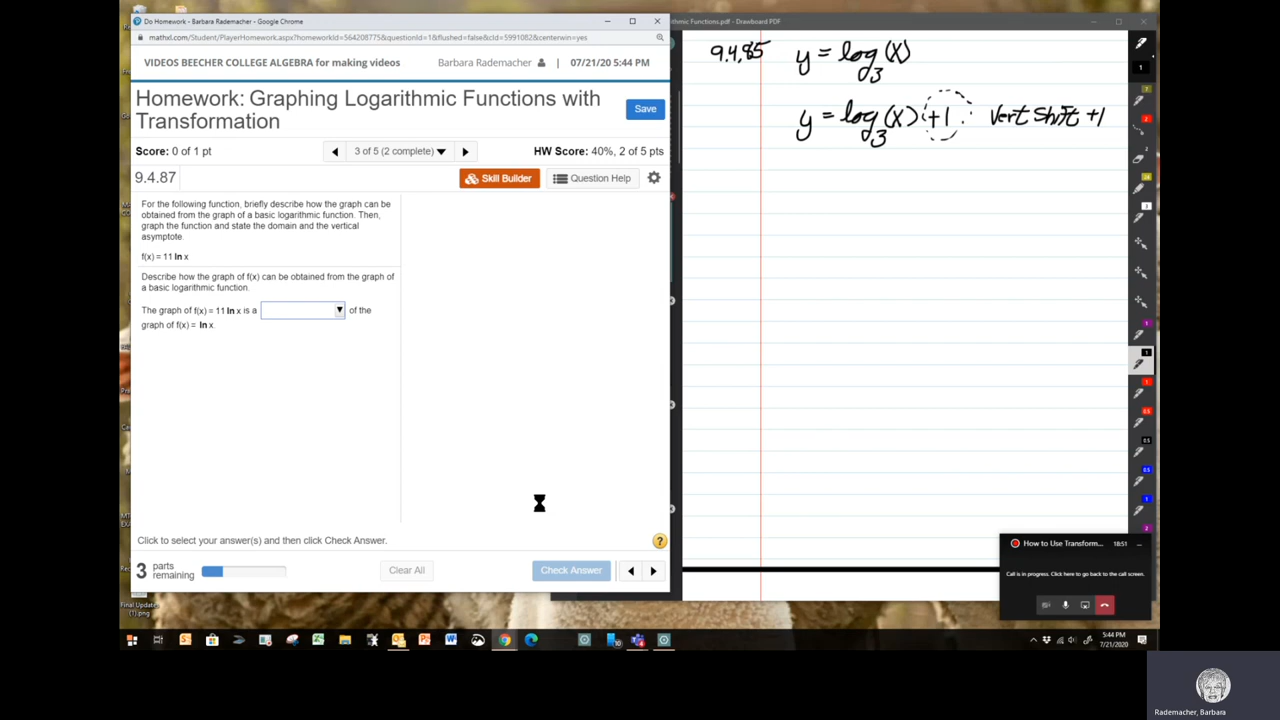 Do Homework - Barbara Rademacher - Google Chrome
mathxl.com/Student/PlayerHomework.aspx?homeworkId=564208775&questionId=1&flushed=false&cId=5991082&centerwin=yes
VIDEOS BEECHER COLLEGE ALGEBRA for making videos
Barbara Rademacher
07/21/20 5:44 PM
Homework: Graphing Logarithmic Functions with Transformation
Save
Score: 0 of 1 pt
3 of 5 (2 complete)
HW Score: 40%, 2 of 5 pts
9.4.87
Skill Builder
Question Help
For the following function, briefly describe how the graph can be
obtained from the graph of a basic logarithmic function. Then,
graph the function and state the domain and the vertical
asymptote.
f(x) = 11 ln x
Describe how the graph of f(x) can be obtained from the graph of
a basic logarithmic function.
The graph of f(x) = 11 ln x is a
of the
graph of f(x) = ln x.
Click to select your answer(s) and then click Check Answer.
3 parts remaining
Clear All
Check Answer
?
ithmic Functions.pdf - Drawboard PDF
9.4.85 y = log₃(x)
y = log₃(x) +1 Vert Shift +1
How to Use Transform... 18:51
Call is in progress. Click here to go back to the call screen.
Final Updates
(1).png
5:44 PM
7/21/2020
Rademacher, Barbara